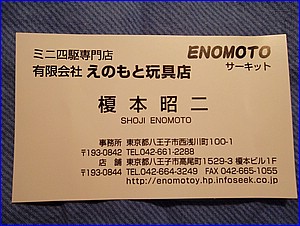 ミニ四駆専門店
有限会社 えのもと玩具店
ENOMOTO
サーキット
榎本昭二
SHOJI ENOMOTO
事務所 東京都八王子市西浅川町100-1
〒193-0842 TEL.042-661-2288
店 舗 東京都八王子市高尾町1529-3 榎本ビル1F
〒193-0844 TEL.042-664-3249 FAX.042-665-1055
http://enomotoy.hp.infoseek.co.jp